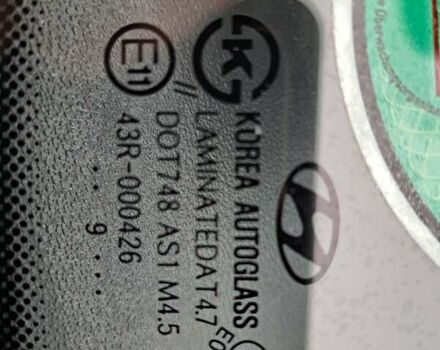 KOREA AUTOGLASS
LAMINATEDAT4.7
//
DOT748 AS1 M4.5
E11 43R-000426
..9...